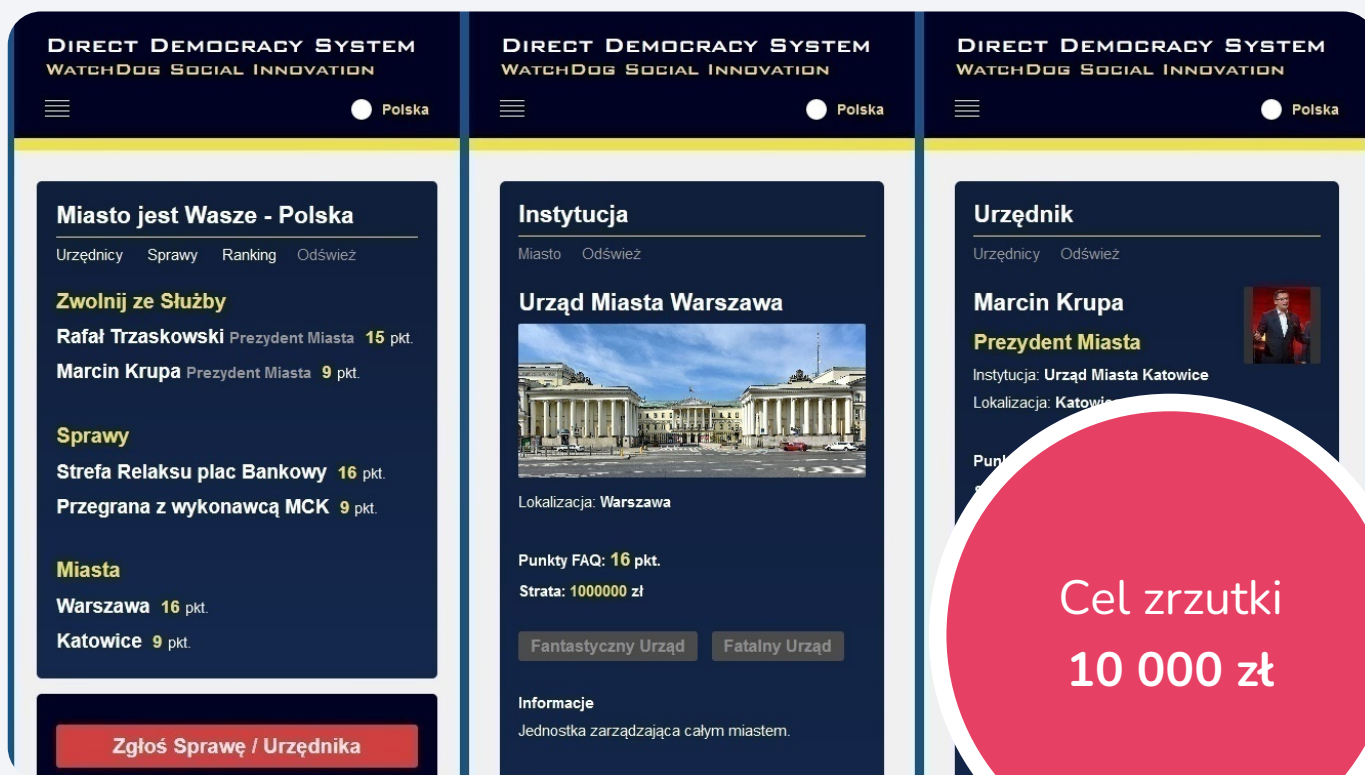 DIRECT DEMOCRACY SYSTEM
WATCHDOG SOCIAL INNOVATION
Polska
Miasto jest Wasze - Polska
Urzędnicy Sprawy Ranking Odśwież
Zwolnij ze Służby
Rafał Trzaskowski Prezydent Miasta 15 pkt.
Marcin Krupa Prezydent Miasta 9 pkt.
Sprawy
Strefa Relaksu plac Bankowy 16 pkt.
Przegrana z wykonawcą MCK 9 pkt.
Miasta
Warszawa 16 pkt.
Katowice 9 pkt.
Zgłoś Sprawę / Urzędnika
DIRECT DEMOCRACY SYSTEM
WATCHDOG SOCIAL INNOVATION
Polska
Instytucja
Miasto Odśwież
Urząd Miasta Warszawa
Lokalizacja: Warszawa
Punkty FAQ: 16 pkt.
Strata: 1000000 zł
Fantastyczny Urząd Fatalny Urząd
Informacje
Jednostka zarządzająca całym miastem.
DIRECT DEMOCRACY SYSTEM
WATCHDOG SOCIAL INNOVATION
Polska
Urzędnik
Urzędnicy Odśwież
Marcin Krupa
Prezydent Miasta
Instytucja: Urząd Miasta Katowice
Lokalizacja:
Cel zrzutki
10 000 zł